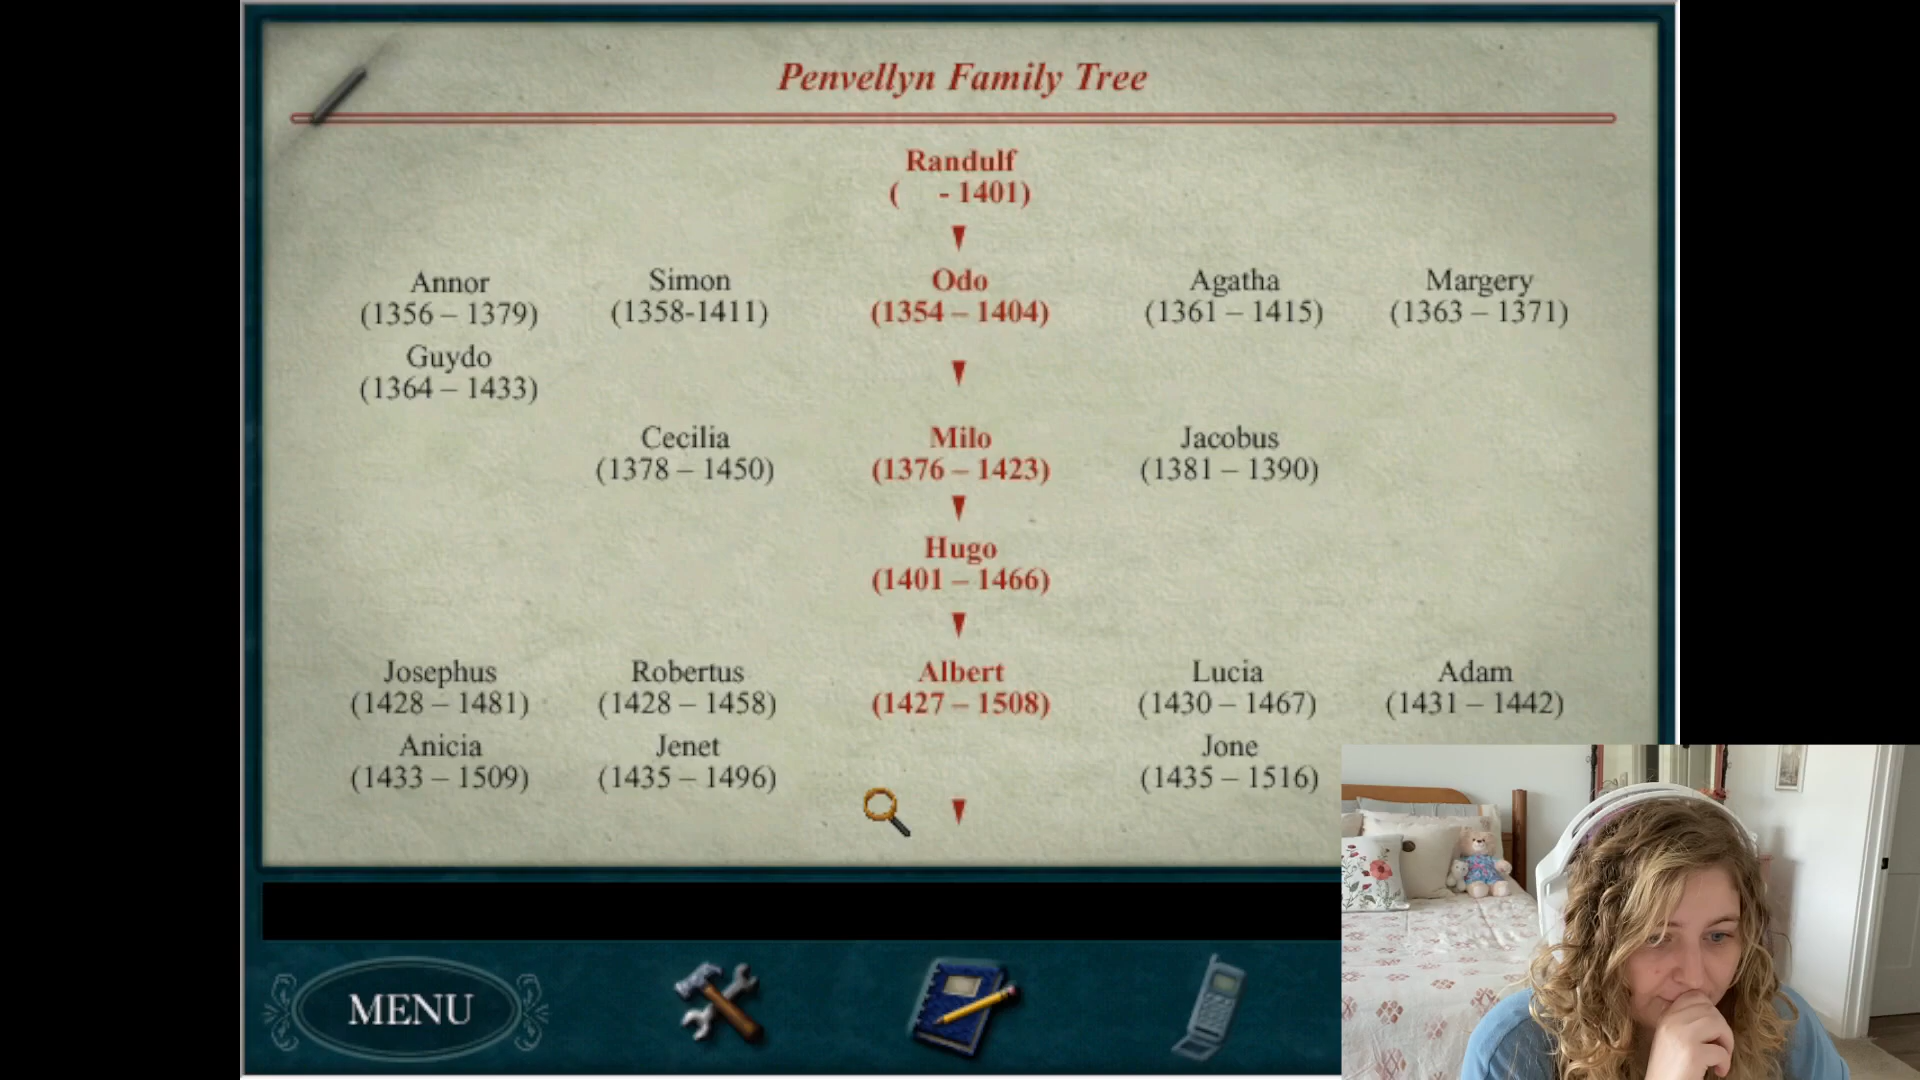 Penvellyn Family Tree
Randulf
(    - 1401)
Annor Simon Odo Agatha Margery
(1356 – 1379) (1358-1411) (1354 – 1404) (1361 – 1415) (1363 – 1371)
Guydo
(1364 – 1433)
Cecilia Milo Jacobus
(1378 – 1450) (1376 – 1423) (1381 – 1390)
Hugo
(1401 – 1466)
Josephus Robertus Albert Lucia Adam
(1428 – 1481) (1428 – 1458) (1427 – 1508) (1430 – 1467) (1431 – 1442)
Anicia Jenet Jone
(1433 – 1509) (1435 – 1496) (1435 – 1516)
MENU